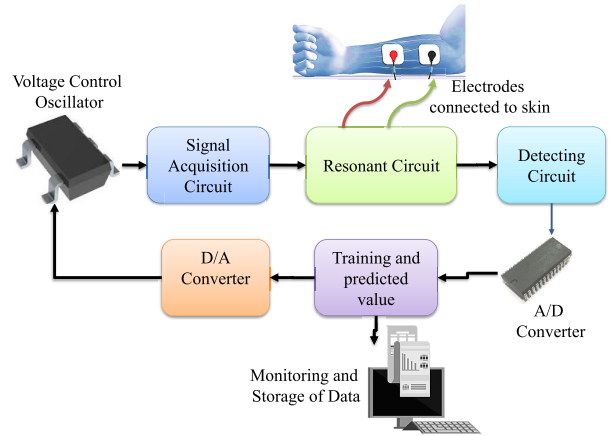 Voltage Control
Oscillator
Electrodes
connected to skin
Signal
Acquisition
Circuit
Resonant Circuit
Detecting
Circuit
D/A
Converter
Training and
predicted
value
A/D
Converter
Monitoring and
Storage of Data